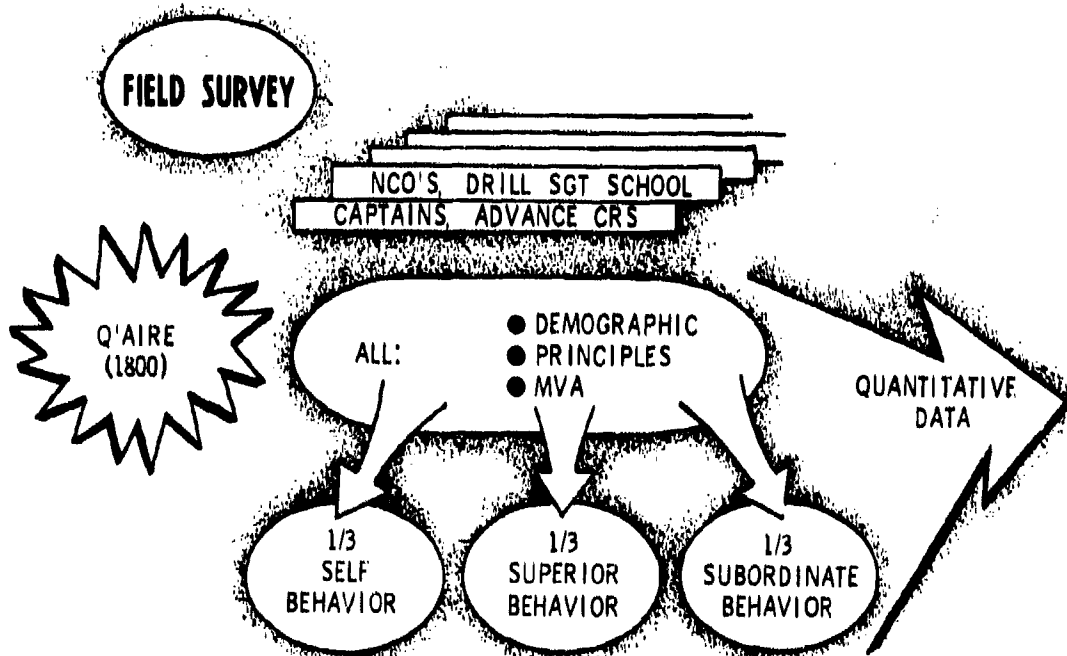 FIELD SURVEY
NCO'S, DRILL SGT SCHOOL
CAPTAINS, ADVANCE CRS
Q'AIRE
(1800)
ALL:
● DEMOGRAPHIC
● PRINCIPLES
● MVA
QUANTITATIVE
DATA
1/3
SELF
BEHAVIOR
1/3
SUPERIOR
BEHAVIOR
1/3
SUBORDINATE
BEHAVIOR